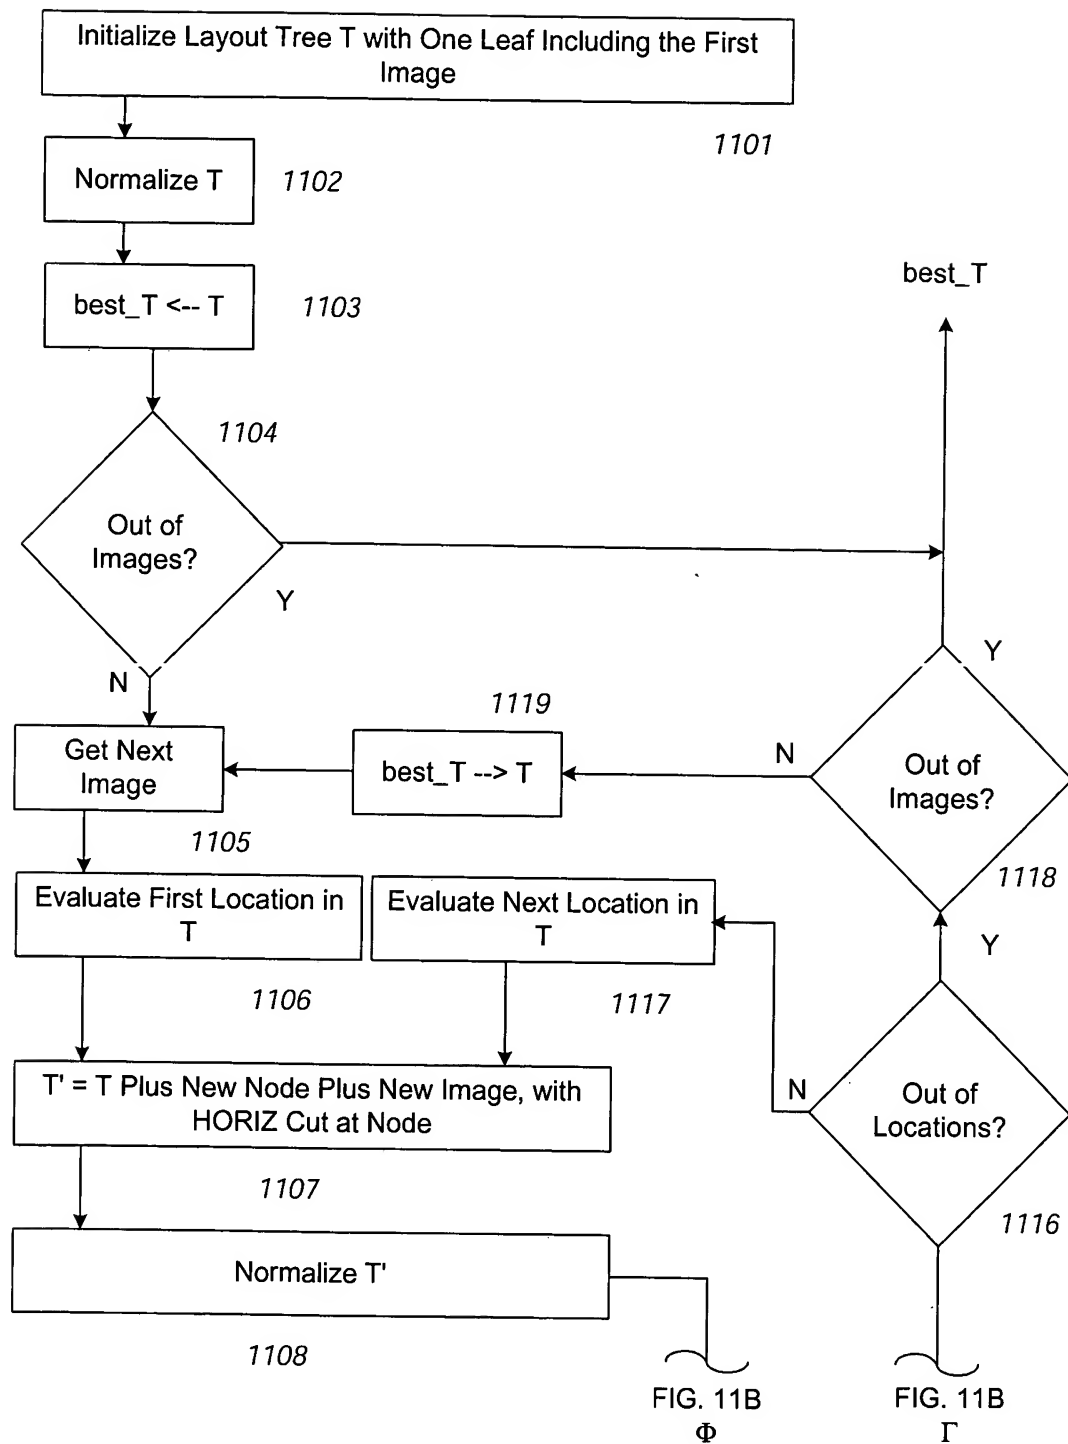 Initialize Layout Tree T with One Leaf Including the First
Image
1101
Normalize T
1102
best_T <-- T
1103
best_T
1104
Out of
Images?
Y
N
1119
Get Next
Image
best_T --> T
N
Out of
Images?
Y
1105
1118
Evaluate First Location in
T
Evaluate Next Location in
T
Y
1106
1117
T' = T Plus New Node Plus New Image, with
HORIZ Cut at Node
N
Out of
Locations?
1107
1116
Normalize T'
1108
FIG. 11B
Φ
FIG. 11B
Γ